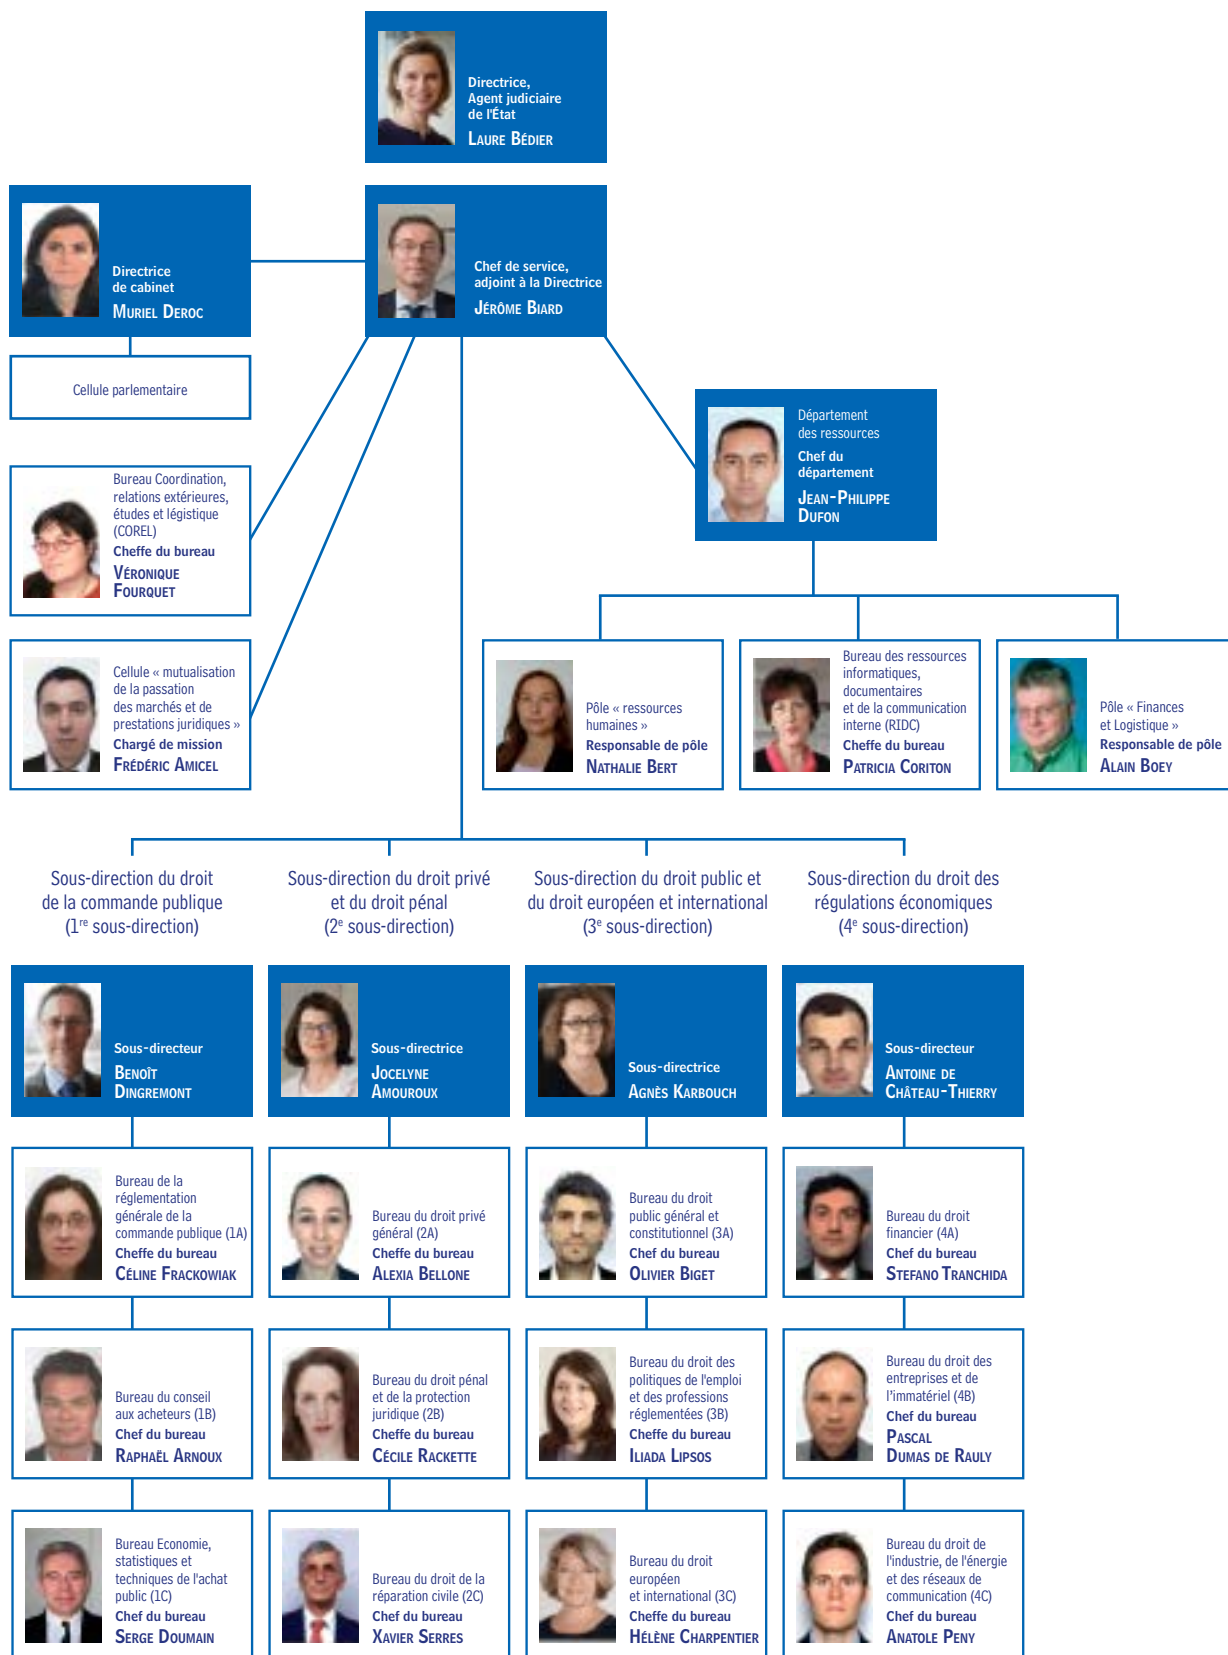 Directrice,
Agent judiciaire
de l'État
LAURE BÉDIER
Directrice
de cabinet
MURIEL DEROC
Chef de service,
adjoint à la Directrice
JÉRÔME BIARD
Cellule parlementaire
Département
des ressources
Chef du
département
JEAN-PHILIPPE
DUFON
Bureau Coordination,
relations extérieures,
études et légistique
(COREL)
Cheffe du bureau
VÉRONIQUE
FOURQUET
Cellule « mutualisation
de la passation
des marchés et de
prestations juridiques »
Chargé de mission
FRÉDÉRIC AMICEL
Pôle « ressources
humaines »
Responsable de pôle
NATHALIE BERT
Bureau des ressources
informatiques,
documentaires
et de la communication
interne (RIDC)
Cheffe du bureau
PATRICIA CORITON
Pôle « Finances
et Logistique »
Responsable de pôle
ALAIN BOEY
Sous-direction du droit
de la commande publique
(1re sous-direction)
Sous-direction du droit privé
et du droit pénal
(2e sous-direction)
Sous-direction du droit public et
du droit européen et international
(3e sous-direction)
Sous-direction du droit des
régulations économiques
(4e sous-direction)
Sous-directeur
BENOÎT
DINGREMONT
Sous-directrice
JOCELYNE
AMOUROUX
Sous-directrice
AGNÈS KARBOUCH
Sous-directeur
ANTOINE DE
CHÂTEAU-THIERRY
Bureau de la
réglementation
générale de la
commande publique (1A)
Cheffe du bureau
CÉLINE FRACKOWIAK
Bureau du droit privé
général (2A)
Cheffe du bureau
ALEXIA BELLONE
Bureau du droit
public général et
constitutionnel (3A)
Chef du bureau
OLIVIER BIGET
Bureau du droit
financier (4A)
Chef du bureau
STEFANO TRANCHIDA
Bureau du conseil
aux acheteurs (1B)
Chef du bureau
RAPHAËL ARNOUX
Bureau du droit pénal
et de la protection
juridique (2B)
Cheffe du bureau
CÉCILE RACKETTE
Bureau du droit des
politiques de l'emploi
et des professions
réglementées (3B)
Cheffe du bureau
ILIADA LIPSOS
Bureau du droit des
entreprises et de
l'immatériel (4B)
Chef du bureau
PASCAL
DUMAS DE RAULY
Bureau Economie,
statistiques et
techniques de l'achat
public (1C)
Chef du bureau
SERGE DOUMAIN
Bureau du droit de la
réparation civile (2C)
Chef du bureau
XAVIER SERRES
Bureau du droit
européen
et international (3C)
Cheffe du bureau
HÉLÈNE CHARPENTIER
Bureau du droit de
l'industrie, de l'énergie
et des réseaux de
communication (4C)
Chef du bureau
ANATOLE PENY